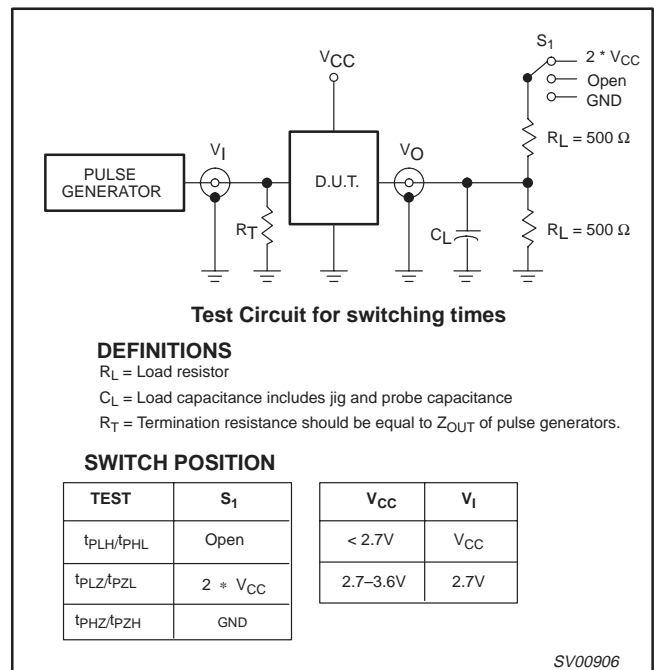 S1
2 * VCC
Open
GND
VCC
RL = 500 Ω
VI
VO
PULSE
GENERATOR
D.U.T.
RT
CL
RL = 500 Ω
Test Circuit for switching times
DEFINITIONS
RL = Load resistor
CL = Load capacitance includes jig and probe capacitance
RT = Termination resistance should be equal to ZOUT of pulse generators.
SWITCH POSITION
TEST S1
tPLH/tPHL Open
tPLZ/tPZL 2 * VCC
tPHZ/tPZH GND
VCC VI
< 2.7V VCC
2.7–3.6V 2.7V
SV00906